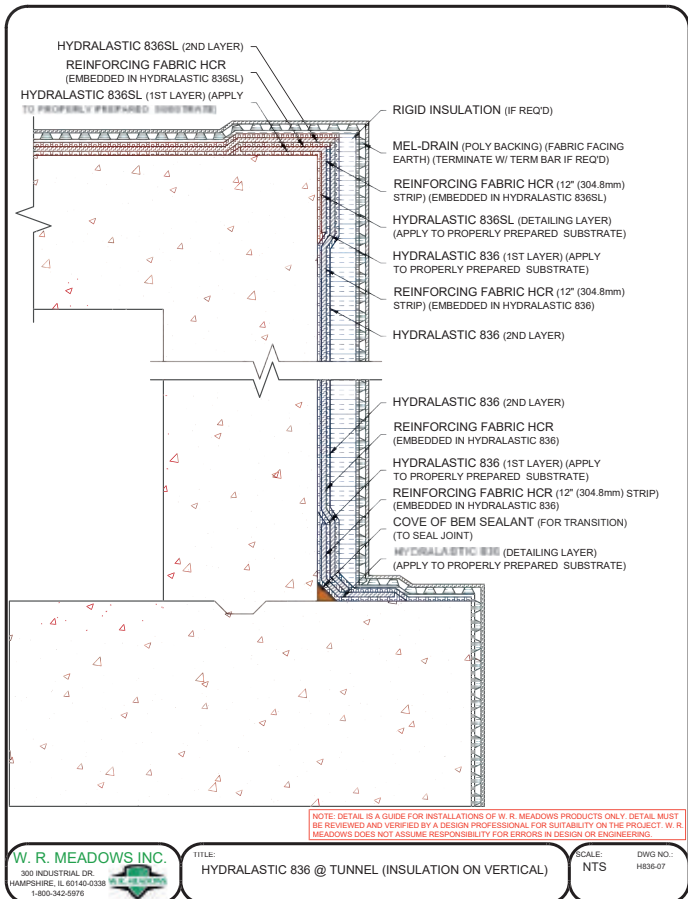 HYDRALASTIC 836SL (2ND LAYER)
REINFORCING FABRIC HCR
(EMBEDDED IN HYDRALASTIC 836SL)
HYDRALASTIC 836SL (1ST LAYER) (APPLY
TO PROPERLY PREPARED SUBSTRATE)
RIGID INSULATION (IF REQ'D)
MEL-DRAIN (POLY BACKING) (FABRIC FACING
EARTH) (TERMINATE W/ TERM BAR IF REQ'D)
REINFORCING FABRIC HCR (12" (304.8mm)
STRIP) (EMBEDDED IN HYDRALASTIC 836SL)
HYDRALASTIC 836SL (DETAILING LAYER)
(APPLY TO PROPERLY PREPARED SUBSTRATE)
HYDRALASTIC 836 (1ST LAYER) (APPLY
TO PROPERLY PREPARED SUBSTRATE)
REINFORCING FABRIC HCR (12" (304.8mm)
STRIP) (EMBEDDED IN HYDRALASTIC 836)
HYDRALASTIC 836 (2ND LAYER)
HYDRALASTIC 836 (2ND LAYER)
REINFORCING FABRIC HCR
(EMBEDDED IN HYDRALASTIC 836)
HYDRALASTIC 836 (1ST LAYER) (APPLY
TO PROPERLY PREPARED SUBSTRATE)
REINFORCING FABRIC HCR (12" (304.8mm) STRIP)
(EMBEDDED IN HYDRALASTIC 836)
COVE OF BEM SEALANT (FOR TRANSITION)
(TO SEAL JOINT)
HYDRALASTIC 836 (DETAILING LAYER)
(APPLY TO PROPERLY PREPARED SUBSTRATE)
NOTE: DETAIL IS A GUIDE FOR INSTALLATIONS OF W. R. MEADOWS PRODUCTS ONLY. DETAIL MUST
BE REVIEWED AND VERIFIED BY A DESIGN PROFESSIONAL FOR SUITABILITY ON THE PROJECT. W. R.
MEADOWS DOES NOT ASSUME RESPONSIBILITY FOR ERRORS IN DESIGN OR ENGINEERING.
W. R. MEADOWS INC.
300 INDUSTRIAL DR.
HAMPSHIRE, IL 60140-0338
1-800-342-5976
W. R. MEADOWS
TITLE:
HYDRALASTIC 836 @ TUNNEL (INSULATION ON VERTICAL)
SCALE:
NTS
DWG NO.:
H836-07